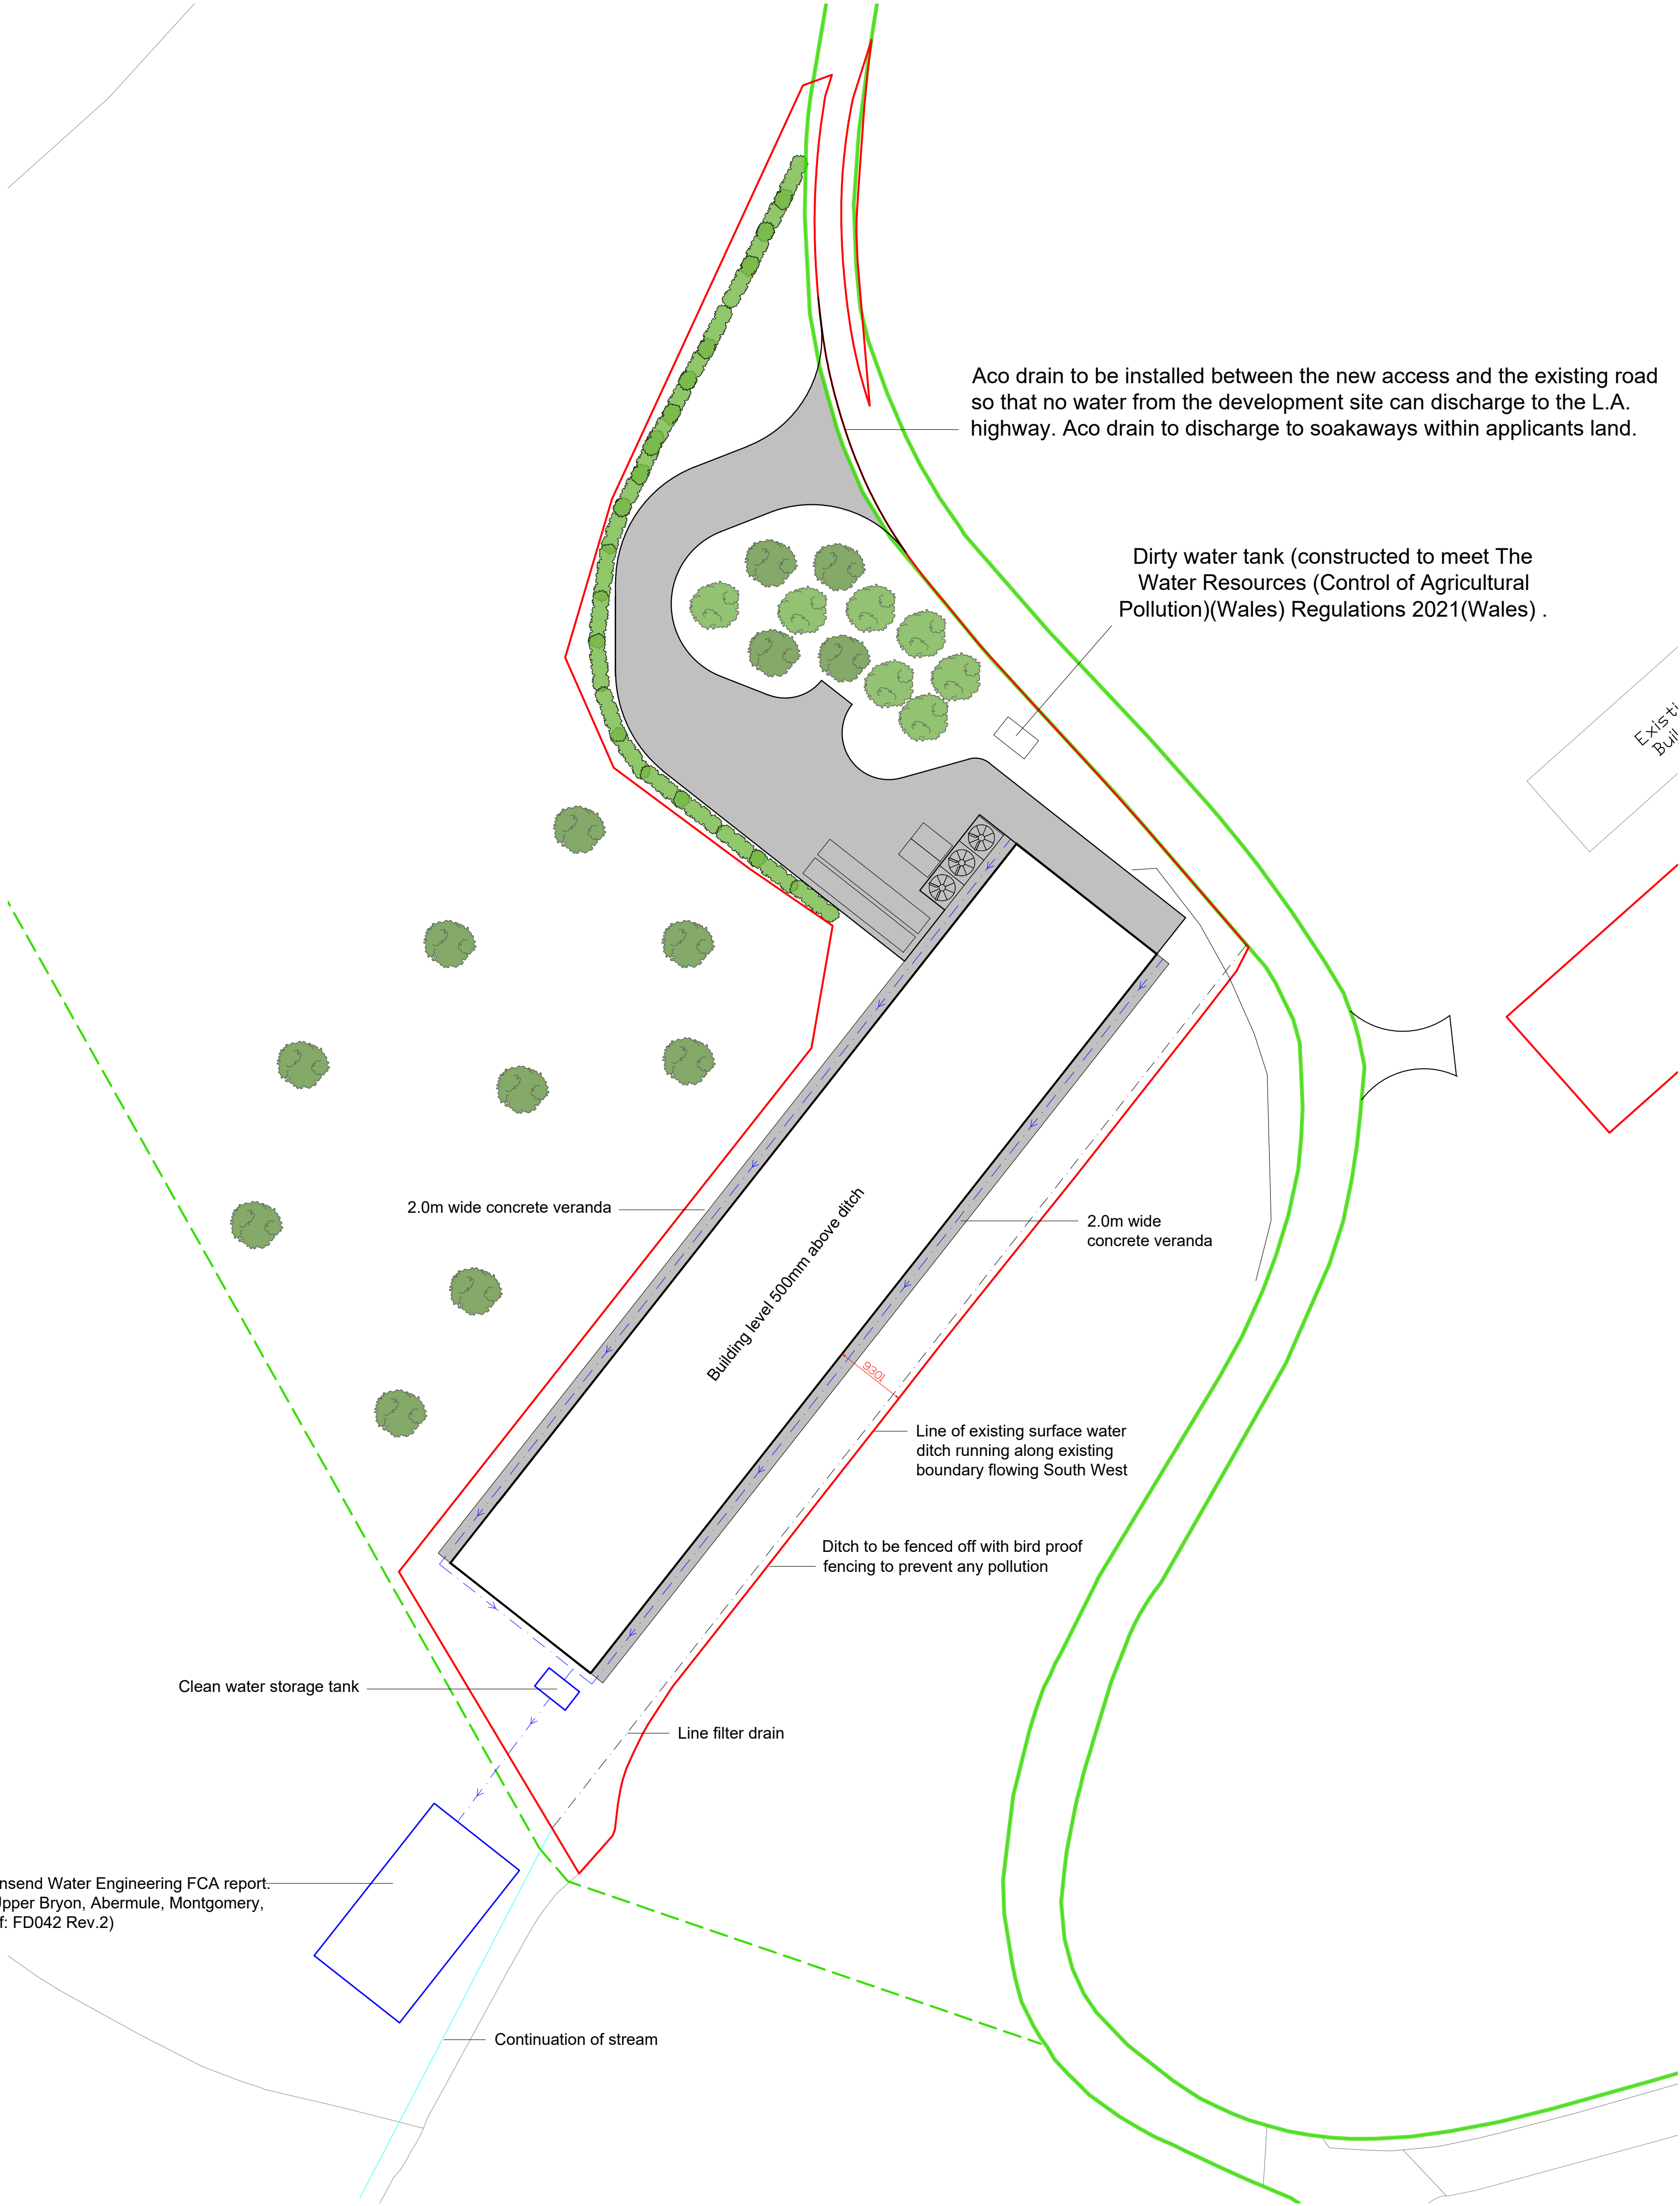 Aco drain to be installed between the new access and the existing road
so that no water from the development site can discharge to the L.A.
highway. Aco drain to discharge to soakaways within applicants land.
Dirty water tank (constructed to meet The
Water Resources (Control of Agricultural
Pollution)(Wales) Regulations 2021(Wales) .
2.0m wide concrete veranda
2.0m wide
concrete veranda
Building level 500mm above ditch
9301
Line of existing surface water
ditch running along existing
boundary flowing South West
Ditch to be fenced off with bird proof
fencing to prevent any pollution
Clean water storage tank
Line filter drain
Water Engineering FCA report.
Upper Bryon, Abermule, Montgomery,
FD042 Rev.2)
Continuation of stream